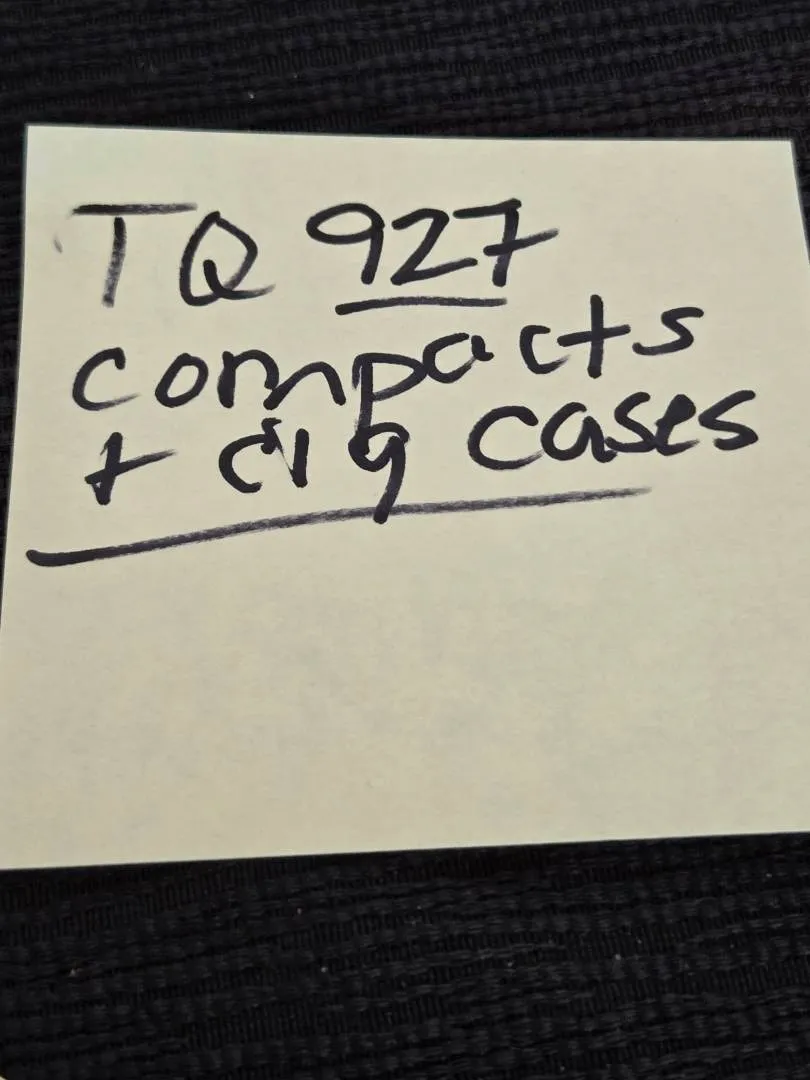 TQ 927
compacts
+ cig cases